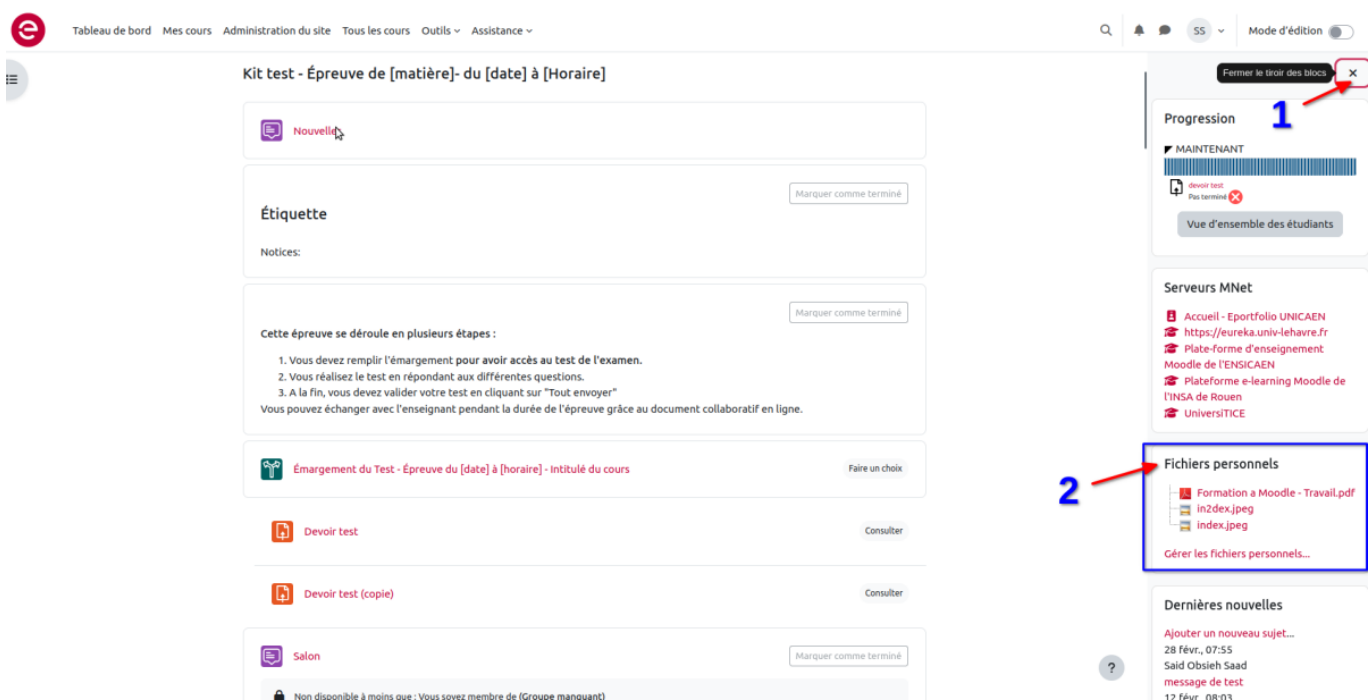 Tableau de bord Mes cours Administration du site Tous les cours Outils Assistance
SS
Mode d'édition
Kit test - Épreuve de [matière]- du [date] à [Horaire]
Nouvelle
Marquer comme terminé
Étiquette
Notices:
Marquer comme terminé
Cette épreuve se déroule en plusieurs étapes :
1. Vous devez remplir l'émargement pour avoir accès au test de l'examen.
2. Vous réalisez le test en répondant aux différentes questions.
3. A la fin, vous devez valider votre test en cliquant sur "Tout envoyer"
Vous pouvez échanger avec l'enseignant pendant la durée de l'épreuve grâce au document collaboratif en ligne.
Émargement du Test - Épreuve du [date] à [horaire] - Intitulé du cours
Faire un choix
Devoir test
Consulter
Devoir test (copie)
Consulter
Salon
Marquer comme terminé
Non disponible à moins que : Vous soyez membre de (Groupe manquant)
Fermer le tiroir des blocs
1
Progression
MAINTENANT
devoir test
Pas terminé
Vue d'ensemble des étudiants
Serveurs MNet
Accueil - Eportfolio UNICAEN
https://eureka.univ-lehavre.fr
Plate-forme d'enseignement
Moodle de l'ENSICAEN
Plateforme e-learning Moodle de
l'INSA de Rouen
UniversiTICE
2
Fichiers personnels
Formation a Moodle - Travail.pdf
in2dex.jpeg
index.jpeg
Gérer les fichiers personnels...
Dernières nouvelles
Ajouter un nouveau sujet...
28 févr., 07:55
Said Obsieh Saad
message de test
12 févr., 08:03
?